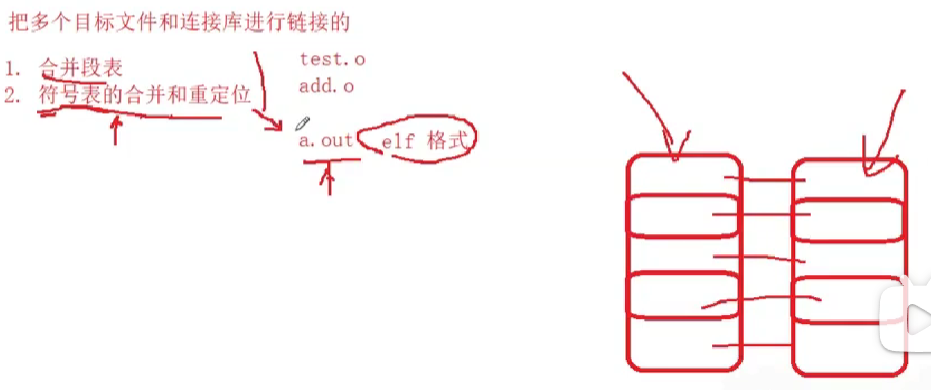 把多个目标文件和连接库进行链接的
1. 合并段表
2. 符号表的合并和重定位
test.o
add.o
a.out elf 格式